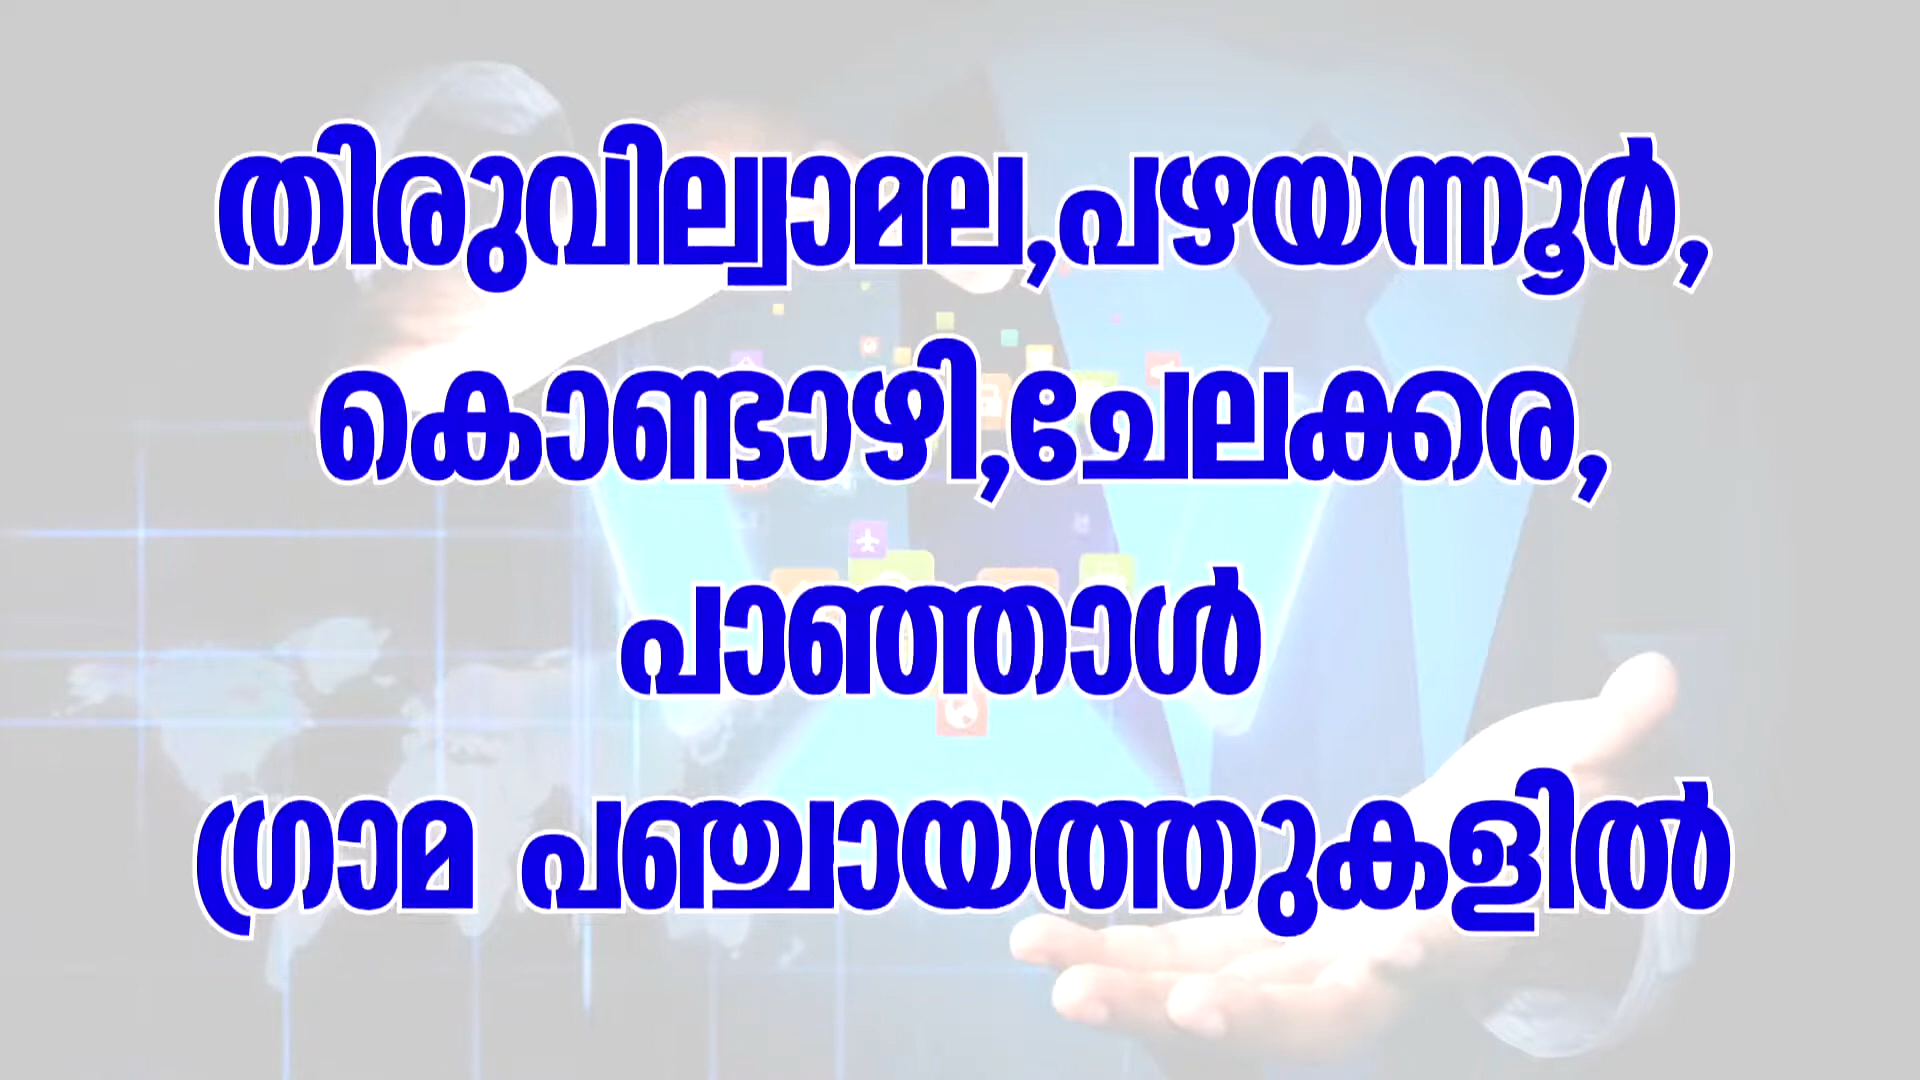 തിരുവില്വാമല,പഴയന്നൂർ,
കൊണ്ടാഴി,ചേലക്കര,
പാഞ്ഞാൾ
ഗ്രാമ പഞ്ചായത്തുകളിൽ